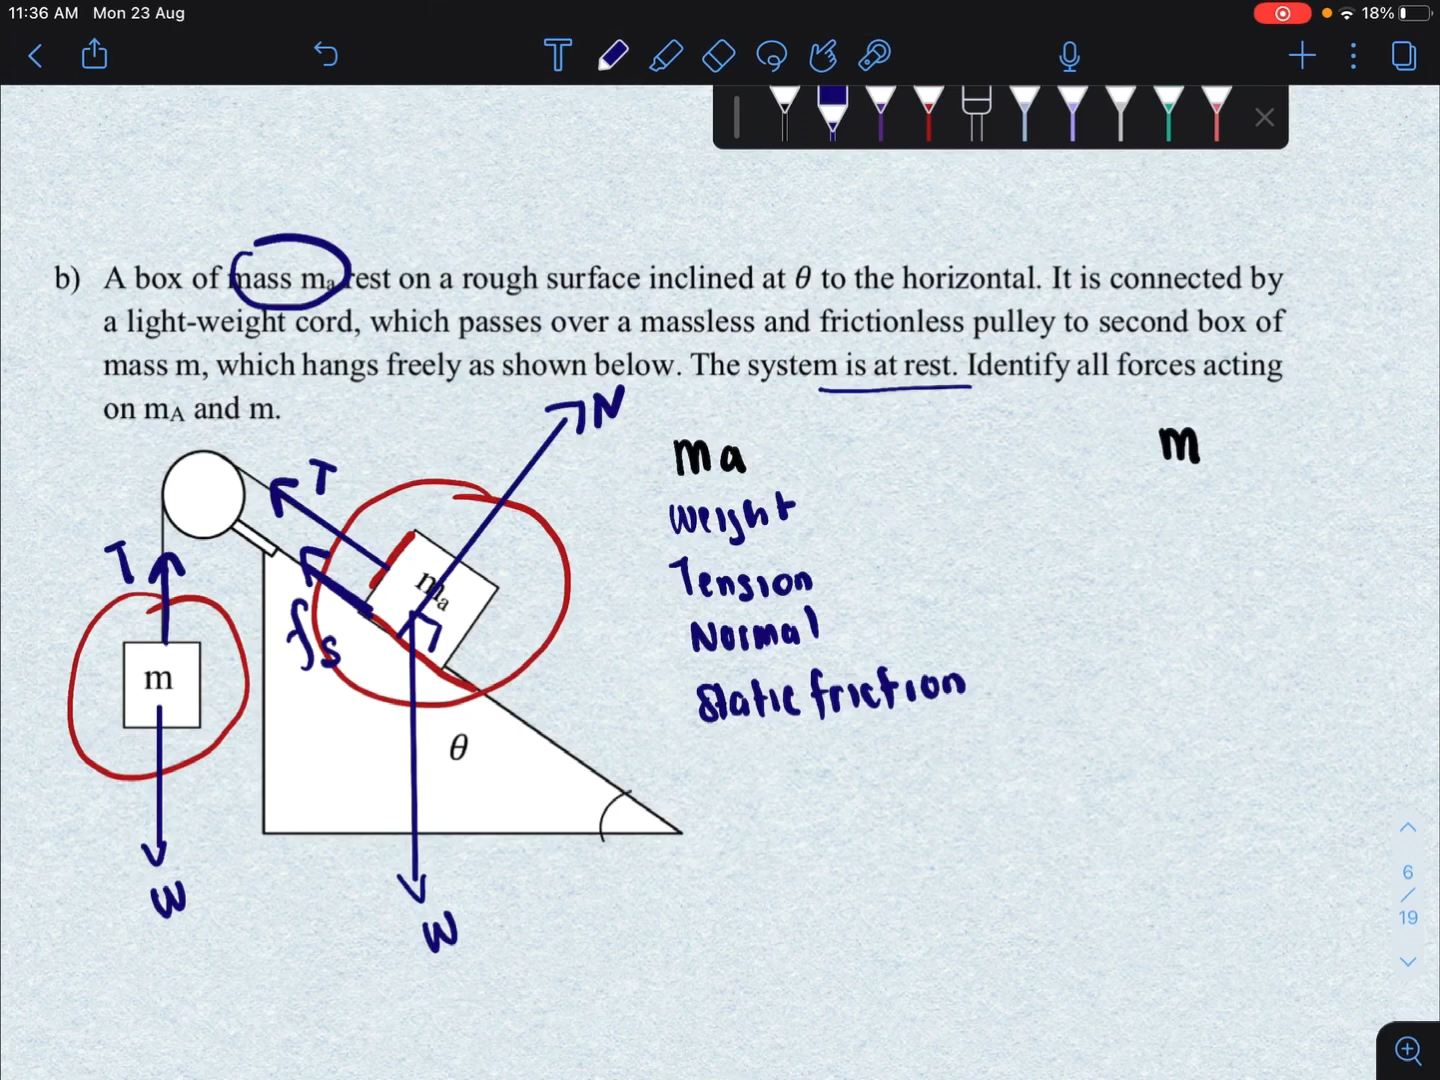 11:36 AM Mon 23 Aug
18%
T
b) A box of mass ma rest on a rough surface inclined at θ to the horizontal. It is connected by
a light-weight cord, which passes over a massless and frictionless pulley to second box of
mass m, which hangs freely as shown below. The system is at rest. Identify all forces acting
on mA and m.
N
ma
m
T
Weight
T
Tension
ma
fs
Normal
m
Static friction
θ
W
W
6
/
19